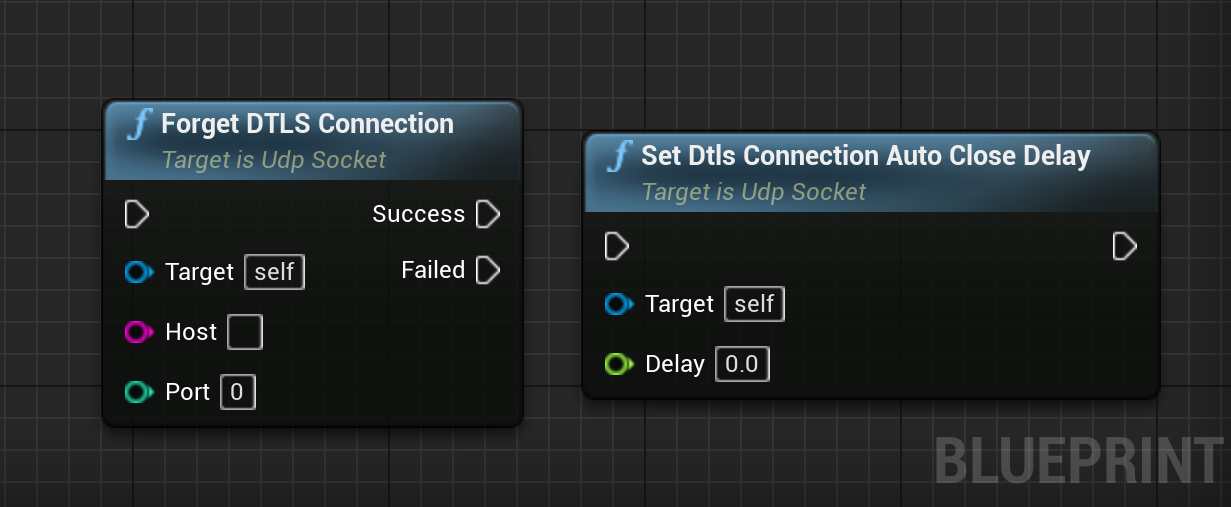 Forget DTLS Connection
Target is Udp Socket
Success
Target self
Failed
Host
Port 0
Set Dtls Connection Auto Close Delay
Target is Udp Socket
Target self
Delay 0.0
BLUEPRINT